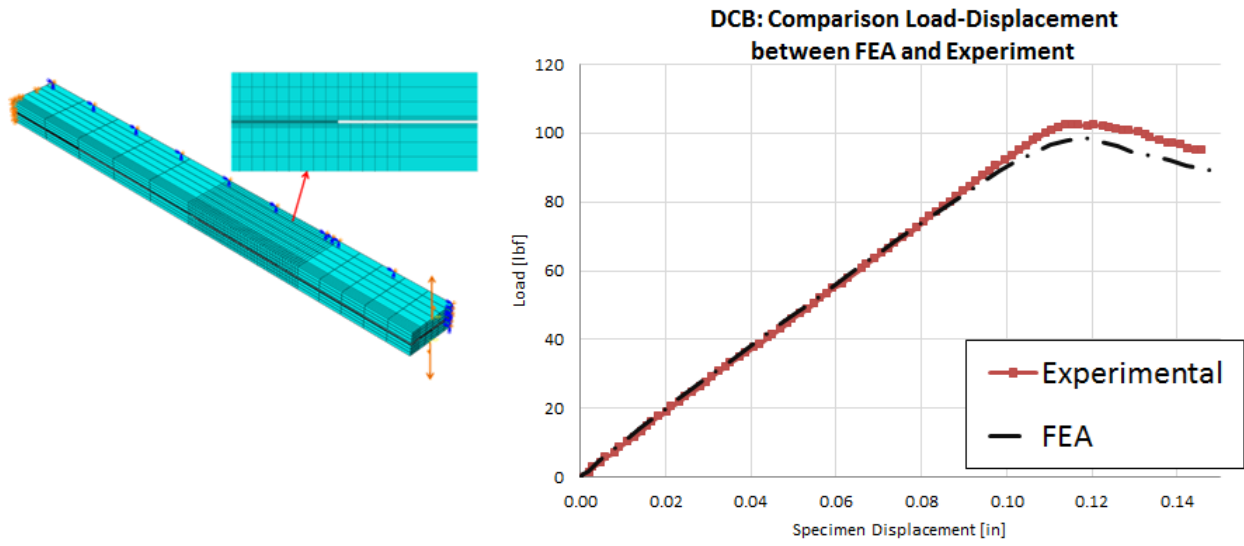 DCB: Comparison Load-Displacement
between FEA and Experiment
120
100
80
60
40
20
0
Load [lbf]
0.00 0.02 0.04 0.06 0.08 0.10 0.12 0.14
Specimen Displacement [in]
Experimental
FEA